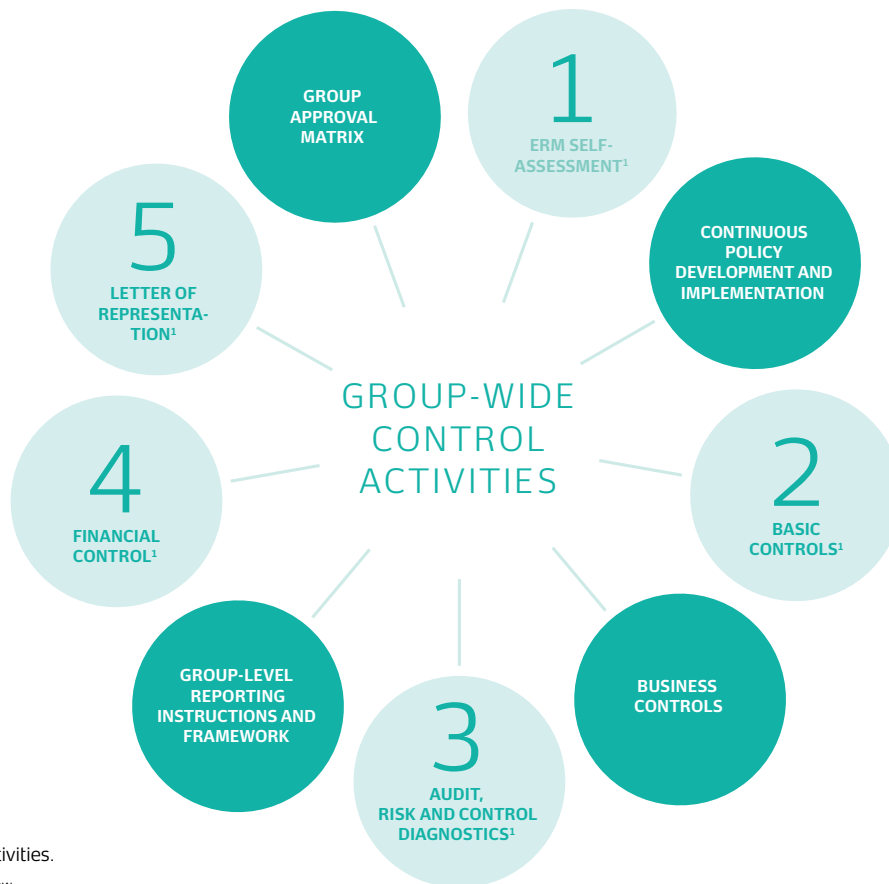 GROUP
APPROVAL
MATRIX
1
ERM SELF-
ASSESSMENT¹
CONTINUOUS
POLICY
DEVELOPMENT AND
IMPLEMENTATION
2
BASIC
CONTROLS¹
BUSINESS
CONTROLS
3
AUDIT,
RISK AND CONTROL
DIAGNOSTICS¹
GROUP-LEVEL
REPORTING
INSTRUCTIONS AND
FRAMEWORK
4
FINANCIAL
CONTROL¹
5
LETTER OF
REPRESENTA-
TION¹
GROUP-WIDE
CONTROL
ACTIVITIES